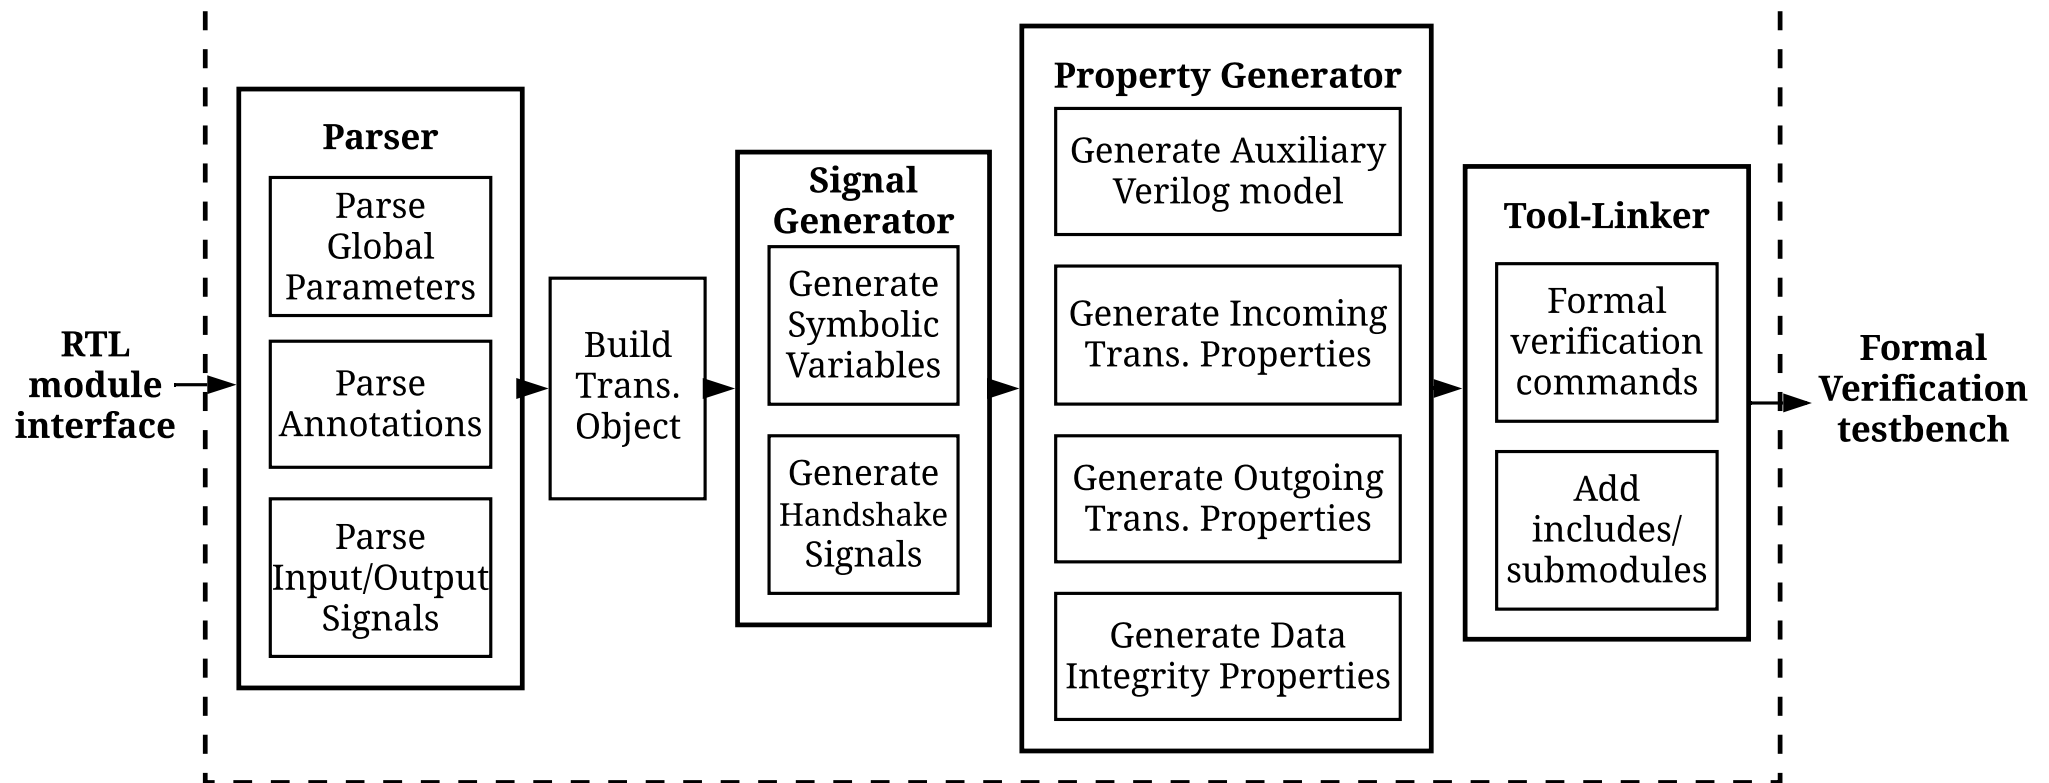 RTL
module
interface
Parser
Parse
Global
Parameters
Parse
Annotations
Parse
Input/Output
Signals
Build
Trans.
Object
Signal
Generator
Generate
Symbolic
Variables
Generate
Handshake
Signals
Property Generator
Generate Auxiliary
Verilog model
Generate Incoming
Trans. Properties
Generate Outgoing
Trans. Properties
Generate Data
Integrity Properties
Tool-Linker
Formal
verification
commands
Add
includes/
submodules
Formal
Verification
testbench